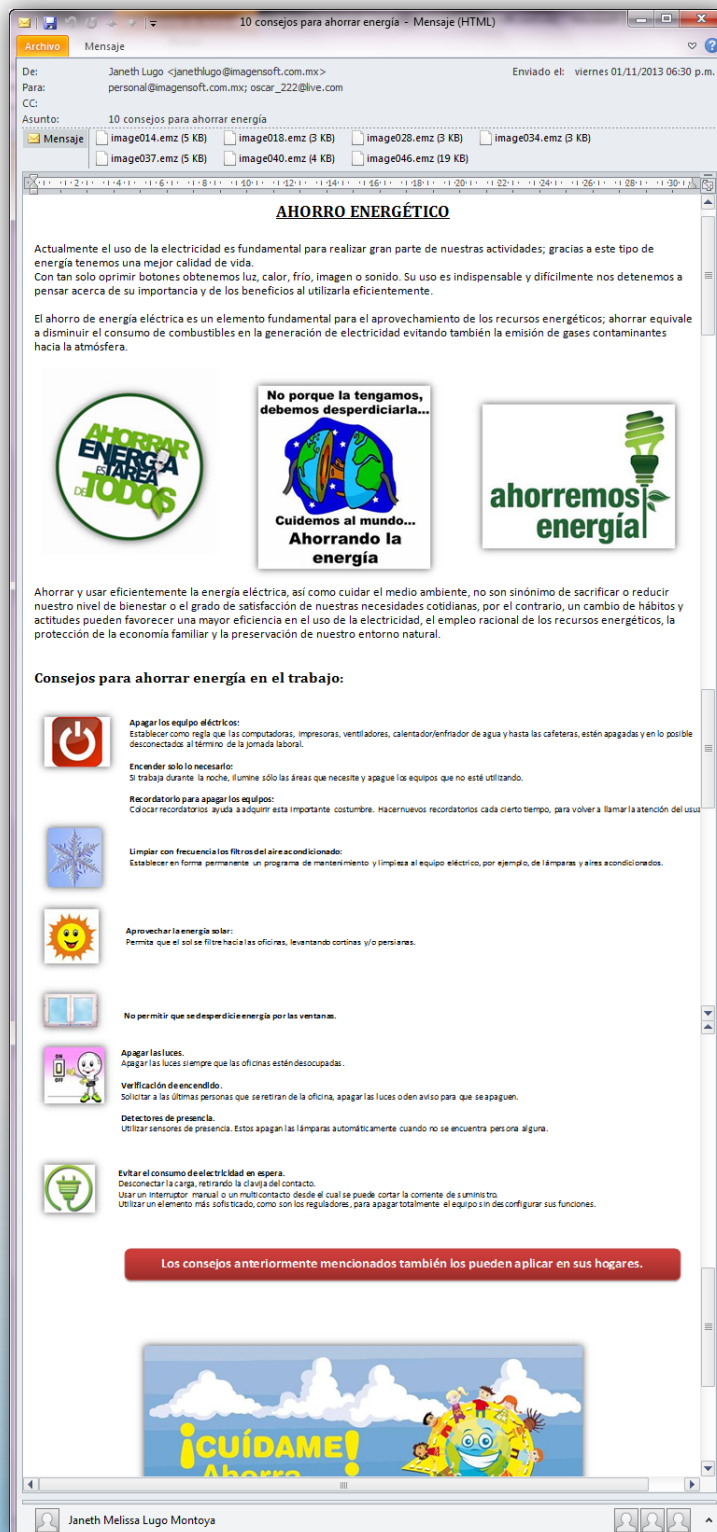 10 consejos para ahorrar energía - Mensaje (HTML)
Archivo
Mensaje
De: Janeth Lugo <janethlugo@imagensoft.com.mx>
Enviado el: viernes 01/11/2013 06:30 p.m.
Para: personal@imagensoft.com.mx; oscar_222@live.com
CC:
Asunto: 10 consejos para ahorrar energía
Mensaje
image014.emz (5 KB)
image018.emz (3 KB)
image028.emz (3 KB)
image034.emz (3 KB)
image037.emz (5 KB)
image040.emz (4 KB)
image046.emz (19 KB)
2 4 6 8 10 12 14 16 18 20 22 24 26 28 30
AHORRO ENERGÉTICO
Actualmente el uso de la electricidad es fundamental para realizar gran parte de nuestras actividades; gracias a este tipo de
energía tenemos una mejor calidad de vida.
Con tan solo oprimir botones obtenemos luz, calor, frío, imagen o sonido. Su uso es indispensable y difícilmente nos detenemos a
pensar acerca de su importancia y de los beneficios al utilizarla eficientemente.
El ahorro de energía eléctrica es un elemento fundamental para el aprovechamiento de los recursos energéticos; ahorrar equivale
a disminuir el consumo de combustibles en la generación de electricidad evitando también la emisión de gases contaminantes
hacia la atmósfera.
AHORRAR
ENERGÍA
ES TAREA
DE TODOS
No porque la tengamos,
debemos desperdiciarla...
Cuidemos al mundo...
Ahorrando la
energía
ahorremos
energía
Ahorrar y usar eficientemente la energía eléctrica, así como cuidar el medio ambiente, no son sinónimo de sacrificar o reducir
nuestro nivel de bienestar o el grado de satisfacción de nuestras necesidades cotidianas, por el contrario, un cambio de hábitos y
actitudes pueden favorecer una mayor eficiencia en el uso de la electricidad, el empleo racional de los recursos energéticos, la
protección de la economía familiar y la preservación de nuestro entorno natural.
Consejos para ahorrar energía en el trabajo:
Apagar los equipo eléctricos:
Establecer como regla que las computadoras, impresoras, ventiladores, calentador/enfriador de agua y hasta las cafeteras, estén apagadas y en lo posible
desconectados al término de la jornada laboral.
Encender solo lo necesario:
Si trabaja durante la noche, ilumine sólo las áreas que necesite y apague los equipos que no esté utilizando.
Recordatorio para apagar los equipos:
Colocar recordatorios ayuda a adquirir esta importante costumbre. Hacer nuevos recordatorios cada cierto tiempo, para volver a llamar la atención del usua
Limpiar con frecuencia los filtros del aire acondicionado:
Establecer en forma permanente un programa de mantenimiento y limpieza al equipo eléctrico, por ejemplo, de lámparas y aires acondicionados.
Aprovechar la energía solar:
Permita que el sol se filtre hacia las oficinas, levantando cortinas y/o persianas.
No permitir que se desperdicie energía por las ventanas.
ON
OFF
Apagar las luces.
Apagar las luces siempre que las oficinas estén desocupadas.
Verificación de encendido.
Solicitar a las últimas personas que se retiran de la oficina, apagar las luces o den aviso para que se apaguen.
Detectores de presencia.
Utilizar sensores de presencia. Estos apagan las lámparas automáticamente cuando no se encuentra persona alguna.
Evitar el consumo de electricidad en espera.
Desconectar la carga, retirando la clavija del contacto.
Usar un interruptor manual o un multicontacto desde el cual se puede cortar la corriente de suministro.
Utilizar un elemento más sofisticado, como son los reguladores, para apagar totalmente el equipo sin desconfigurar sus funciones.
Los consejos anteriormente mencionados también los pueden aplicar en sus hogares.
¡CUÍDAME!
Ahorra
Janeth Melissa Lugo Montoya